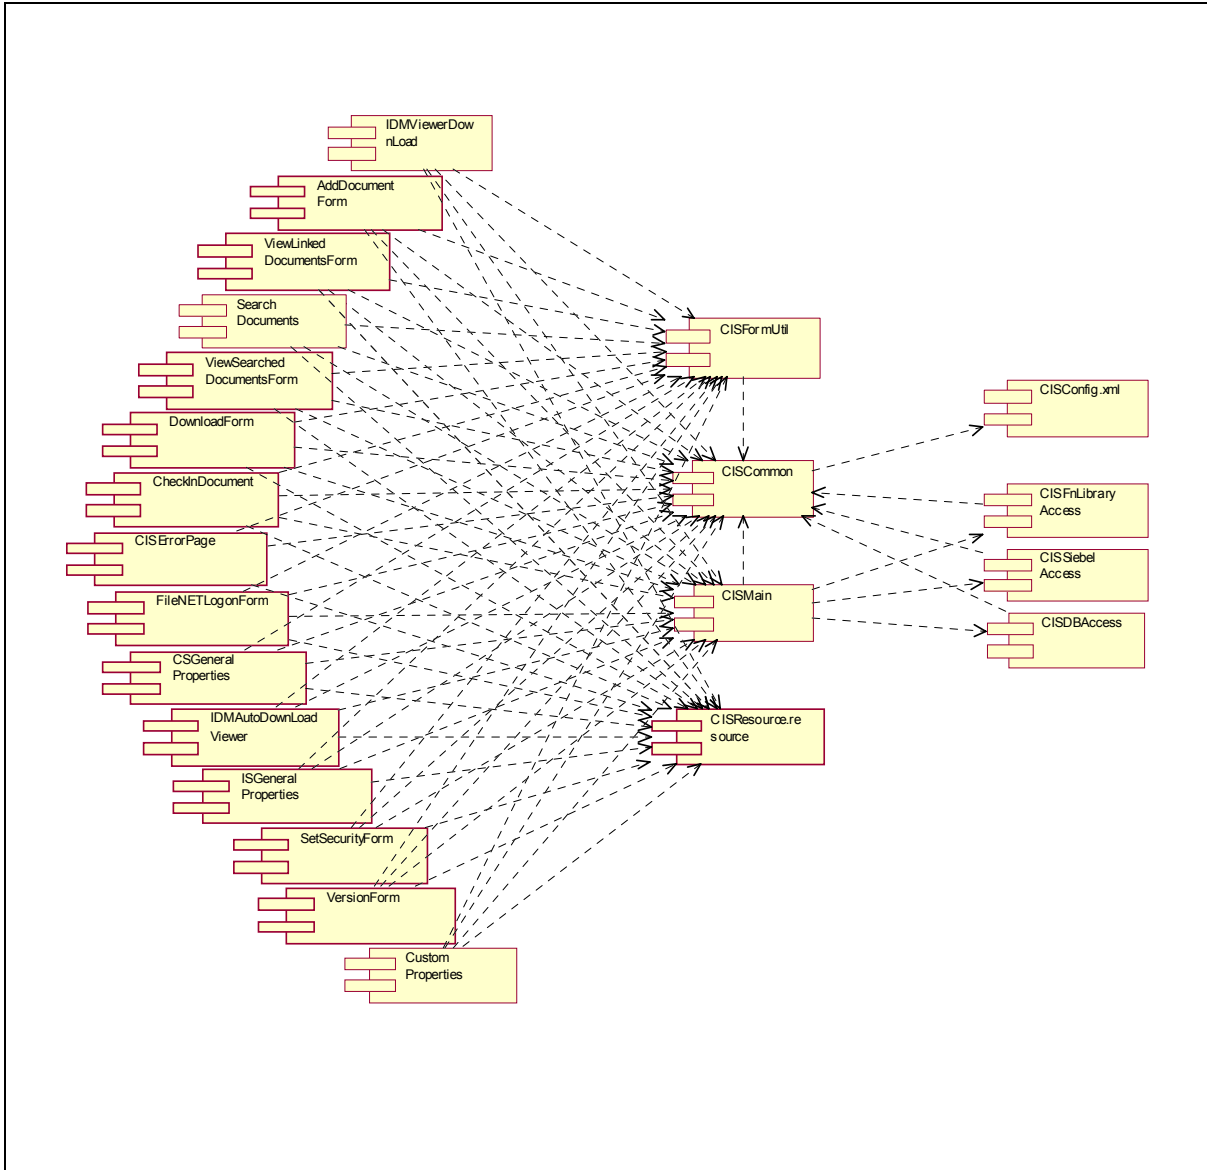 IDMViewerDow
nLoad
AddDocument
Form
ViewLinked
DocumentsForm
Search
Documents
ViewSearched
DocumentsForm
DownloadForm
CheckInDocument
CISErrorPage
FileNETLogonForm
CSGeneral
Properties
IDMAutoDownLoad
Viewer
ISGeneral
Properties
SetSecurityForm
VersionForm
Custom
Properties
CISFormUtil
CISCommon
CISMain
CISResource.re
source
CISConfig.xml
CISFnLibrary
Access
CISSiebel
Access
CISDBAccess